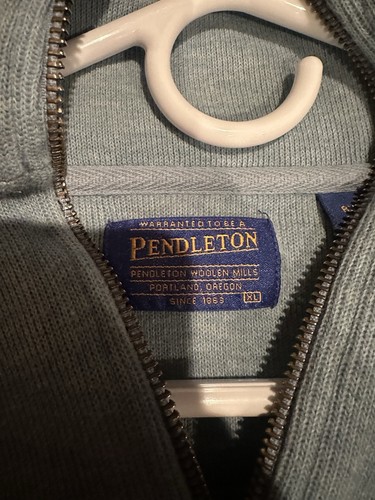 WARRANTED TO BE A
PENDLETON
PENDLETON WOOLEN MILLS
PORTLAND, OREGON
SINCE 1863 XL